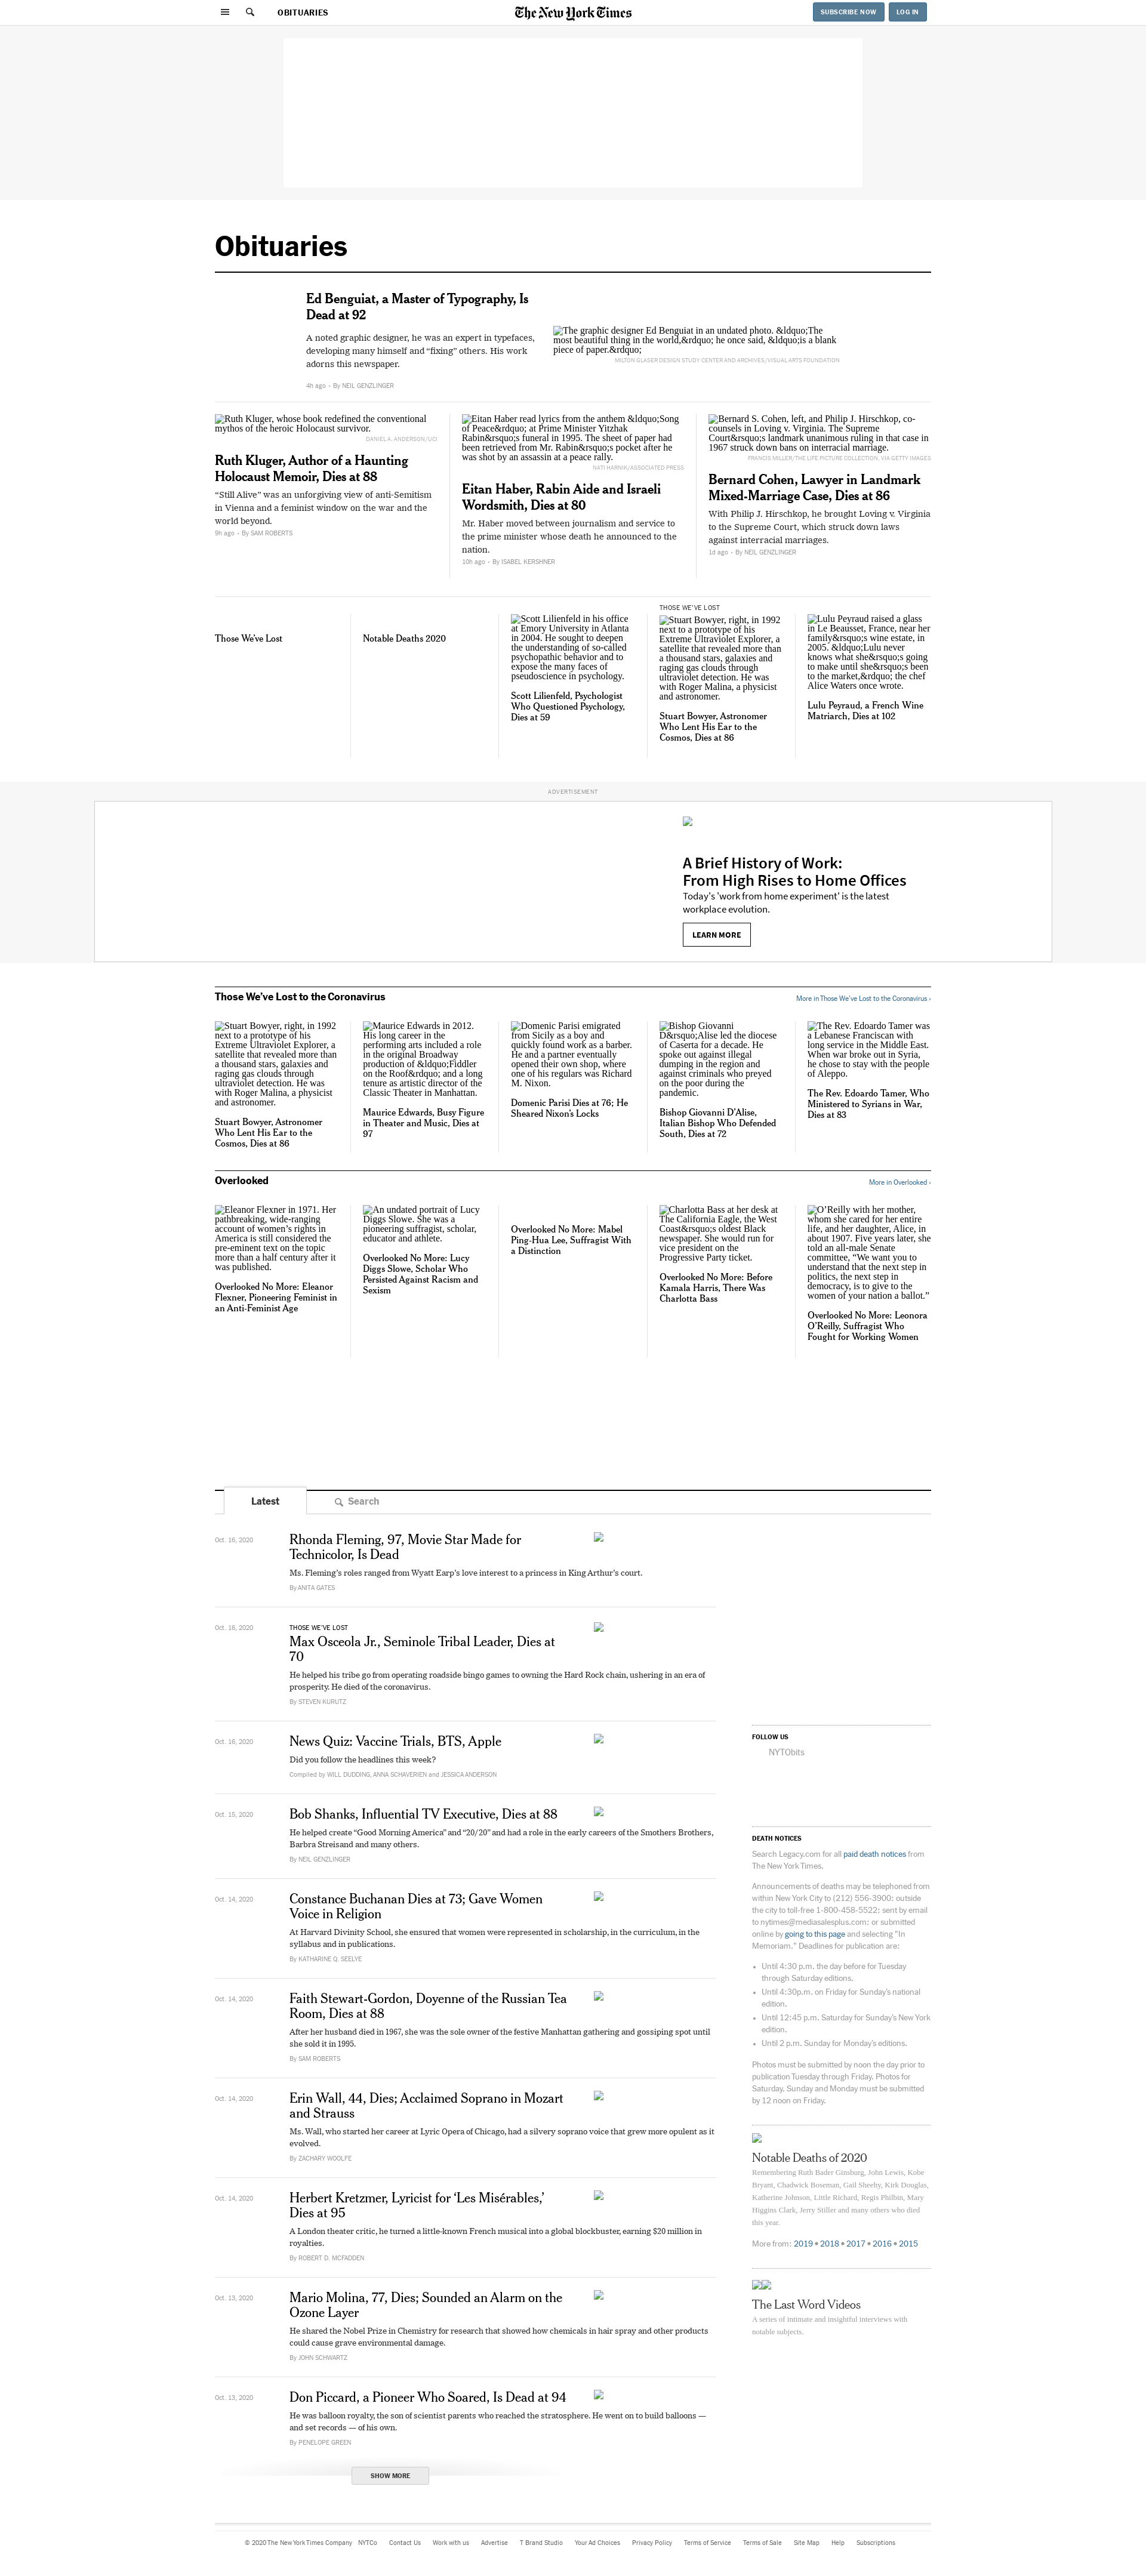 OBITUARIES
The New York Times
SUBSCRIBE NOW
LOG IN
Obituaries
Ed Benguiat, a Master of Typography, Is
Dead at 92
A noted graphic designer, he was an expert in typefaces,
developing many himself and “fixing” others. His work
adorns this newspaper.
4h ago • By NEIL GENZLINGER
The graphic designer Ed Benguiat in an undated photo. &ldquo;The
most beautiful thing in the world,&rdquo; he once said, &ldquo;is a blank
piece of paper.&rdquo;
MILTON GLASER DESIGN STUDY CENTER AND ARCHIVES/VISUAL ARTS FOUNDATION
Ruth Kluger, whose book redefined the conventional
mythos of the heroic Holocaust survivor.
DANIEL A. ANDERSON/UCI
Ruth Kluger, Author of a Haunting
Holocaust Memoir, Dies at 88
“Still Alive” was an unforgiving view of anti-Semitism
in Vienna and a feminist window on the war and the
world beyond.
9h ago • By SAM ROBERTS
Eitan Haber read lyrics from the anthem &ldquo;Song
of Peace&rdquo; at Prime Minister Yitzhak
Rabin&rsquo;s funeral in 1995. The sheet of paper had
been retrieved from Mr. Rabin&rsquo;s pocket after he
was shot by an assassin at a peace rally.
NATI HARNIK/ASSOCIATED PRESS
Eitan Haber, Rabin Aide and Israeli
Wordsmith, Dies at 80
Mr. Haber moved between journalism and service to
the prime minister whose death he announced to the
nation.
10h ago • By ISABEL KERSHNER
Bernard S. Cohen, left, and Philip J. Hirschkop, co-
counsels in Loving v. Virginia. The Supreme
Court&rsquo;s landmark unanimous ruling in that case in
1967 struck down bans on interracial marriage.
FRANCIS MILLER/THE LIFE PICTURE COLLECTION, VIA GETTY IMAGES
Bernard Cohen, Lawyer in Landmark
Mixed-Marriage Case, Dies at 86
With Philip J. Hirschkop, he brought Loving v. Virginia
to the Supreme Court, which struck down laws
against interracial marriages.
1d ago • By NEIL GENZLINGER
Those We’ve Lost
Notable Deaths 2020
Scott Lilienfeld in his office
at Emory University in Atlanta
in 2004. He sought to deepen
the understanding of so-called
psychopathic behavior and to
expose the many faces of
pseudoscience in psychology.
Scott Lilienfeld, Psychologist
Who Questioned Psychology,
Dies at 59
THOSE WE’VE LOST
Stuart Bowyer, right, in 1992
next to a prototype of his
Extreme Ultraviolet Explorer, a
satellite that revealed more than
a thousand stars, galaxies and
raging gas clouds through
ultraviolet detection. He was
with Roger Malina, a physicist
and astronomer.
Stuart Bowyer, Astronomer
Who Lent His Ear to the
Cosmos, Dies at 86
Lulu Peyraud raised a glass
in Le Beausset, France, near her
family&rsquo;s wine estate, in
2005. &ldquo;Lulu never
knows what she&rsquo;s going
to make until she&rsquo;s been
to the market,&rdquo; the chef
Alice Waters once wrote.
Lulu Peyraud, a French Wine
Matriarch, Dies at 102
ADVERTISEMENT
A Brief History of Work:
From High Rises to Home Offices
Today's 'work from home experiment' is the latest
workplace evolution.
LEARN MORE
Those We’ve Lost to the Coronavirus
More in Those We’ve Lost to the Coronavirus ›
Stuart Bowyer, right, in 1992
next to a prototype of his
Extreme Ultraviolet Explorer, a
satellite that revealed more than
a thousand stars, galaxies and
raging gas clouds through
ultraviolet detection. He was
with Roger Malina, a physicist
and astronomer.
Stuart Bowyer, Astronomer
Who Lent His Ear to the
Cosmos, Dies at 86
Maurice Edwards in 2012.
His long career in the
performing arts included a role
in the original Broadway
production of &ldquo;Fiddler
on the Roof&rdquo; and a long
tenure as artistic director of the
Classic Theater in Manhattan.
Maurice Edwards, Busy Figure
in Theater and Music, Dies at
97
Domenic Parisi emigrated
from Sicily as a boy and
quickly found work as a barber.
He and a partner eventually
opened their own shop, where
one of his regulars was Richard
M. Nixon.
Domenic Parisi Dies at 76; He
Sheared Nixon’s Locks
Bishop Giovanni
D&rsquo;Alise led the diocese
of Caserta for a decade. He
spoke out against illegal
dumping in the region and
against criminals who preyed
on the poor during the
pandemic.
Bishop Giovanni D’Alise,
Italian Bishop Who Defended
South, Dies at 72
The Rev. Edoardo Tamer was
a Lebanese Franciscan with
long service in the Middle East.
When war broke out in Syria,
he chose to stay with the people
of Aleppo.
The Rev. Edoardo Tamer, Who
Ministered to Syrians in War,
Dies at 83
Overlooked
More in Overlooked ›
Eleanor Flexner in 1971. Her
pathbreaking, wide-ranging
account of women’s rights in
America is still considered the
pre-eminent text on the topic
more than a half century after it
was published.
Overlooked No More: Eleanor
Flexner, Pioneering Feminist in
an Anti-Feminist Age
An undated portrait of Lucy
Diggs Slowe. She was a
pioneering suffragist, scholar,
educator and athlete.
Overlooked No More: Lucy
Diggs Slowe, Scholar Who
Persisted Against Racism and
Sexism
Overlooked No More: Mabel
Ping-Hua Lee, Suffragist With
a Distinction
Charlotta Bass at her desk at
The California Eagle, the West
Coast&rsquo;s oldest Black
newspaper. She would run for
vice president on the
Progressive Party ticket.
Overlooked No More: Before
Kamala Harris, There Was
Charlotta Bass
O’Reilly with her mother,
whom she cared for her entire
life, and her daughter, Alice, in
about 1907. Five years later, she
told an all-male Senate
committee, “We want you to
understand that the next step in
politics, the next step in
democracy, is to give to the
women of your nation a ballot.”
Overlooked No More: Leonora
O’Reilly, Suffragist Who
Fought for Working Women
Latest
Search
Oct. 16, 2020
Rhonda Fleming, 97, Movie Star Made for
Technicolor, Is Dead
Ms. Fleming’s roles ranged from Wyatt Earp’s love interest to a princess in King Arthur’s court.
By ANITA GATES
Oct. 16, 2020
THOSE WE’VE LOST
Max Osceola Jr., Seminole Tribal Leader, Dies at
70
He helped his tribe go from operating roadside bingo games to owning the Hard Rock chain, ushering in an era of
prosperity. He died of the coronavirus.
By STEVEN KURUTZ
Oct. 16, 2020
News Quiz: Vaccine Trials, BTS, Apple
Did you follow the headlines this week?
Compiled by WILL DUDDING, ANNA SCHAVERIEN and JESSICA ANDERSON
Oct. 15, 2020
Bob Shanks, Influential TV Executive, Dies at 88
He helped create “Good Morning America” and “20/20” and had a role in the early careers of the Smothers Brothers,
Barbra Streisand and many others.
By NEIL GENZLINGER
Oct. 14, 2020
Constance Buchanan Dies at 73; Gave Women
Voice in Religion
At Harvard Divinity School, she ensured that women were represented in scholarship, in the curriculum, in the
syllabus and in publications.
By KATHARINE Q. SEELYE
Oct. 14, 2020
Faith Stewart-Gordon, Doyenne of the Russian Tea
Room, Dies at 88
After her husband died in 1967, she was the sole owner of the festive Manhattan gathering and gossiping spot until
she sold it in 1995.
By SAM ROBERTS
Oct. 14, 2020
Erin Wall, 44, Dies; Acclaimed Soprano in Mozart
and Strauss
Ms. Wall, who started her career at Lyric Opera of Chicago, had a silvery soprano voice that grew more opulent as it
evolved.
By ZACHARY WOOLFE
Oct. 14, 2020
Herbert Kretzmer, Lyricist for ‘Les Misérables,’
Dies at 95
A London theater critic, he turned a little-known French musical into a global blockbuster, earning $20 million in
royalties.
By ROBERT D. MCFADDEN
Oct. 13, 2020
Mario Molina, 77, Dies; Sounded an Alarm on the
Ozone Layer
He shared the Nobel Prize in Chemistry for research that showed how chemicals in hair spray and other products
could cause grave environmental damage.
By JOHN SCHWARTZ
Oct. 13, 2020
Don Piccard, a Pioneer Who Soared, Is Dead at 94
He was balloon royalty, the son of scientist parents who reached the stratosphere. He went on to build balloons —
and set records — of his own.
By PENELOPE GREEN
SHOW MORE
FOLLOW US
NYTObits
DEATH NOTICES
Search Legacy.com for all paid death notices from
The New York Times.
Announcements of deaths may be telephoned from
within New York City to (212) 556-3900; outside
the city to toll-free 1-800-458-5522; sent by email
to nytimes@mediasalesplus.com; or submitted
online by going to this page and selecting "In
Memoriam." Deadlines for publication are:
• Until 4:30 p.m. the day before for Tuesday
through Saturday editions.
• Until 4:30p.m. on Friday for Sunday’s national
edition.
• Until 12:45 p.m. Saturday for Sunday’s New York
edition.
• Until 2 p.m. Sunday for Monday’s editions.
Photos must be submitted by noon the day prior to
publication Tuesday through Friday. Photos for
Saturday, Sunday and Monday must be submitted
by 12 noon on Friday.
Notable Deaths of 2020
Remembering Ruth Bader Ginsburg, John Lewis, Kobe
Bryant, Chadwick Boseman, Gail Sheehy, Kirk Douglas,
Katherine Johnson, Little Richard, Regis Philbin, Mary
Higgins Clark, Jerry Stiller and many others who died
this year.
More from: 2019 • 2018 • 2017 • 2016 • 2015
The Last Word Videos
A series of intimate and insightful interviews with
notable subjects.
© 2020 The New York Times Company
NYTCo
Contact Us
Work with us
Advertise
T Brand Studio
Your Ad Choices
Privacy Policy
Terms of Service
Terms of Sale
Site Map
Help
Subscriptions